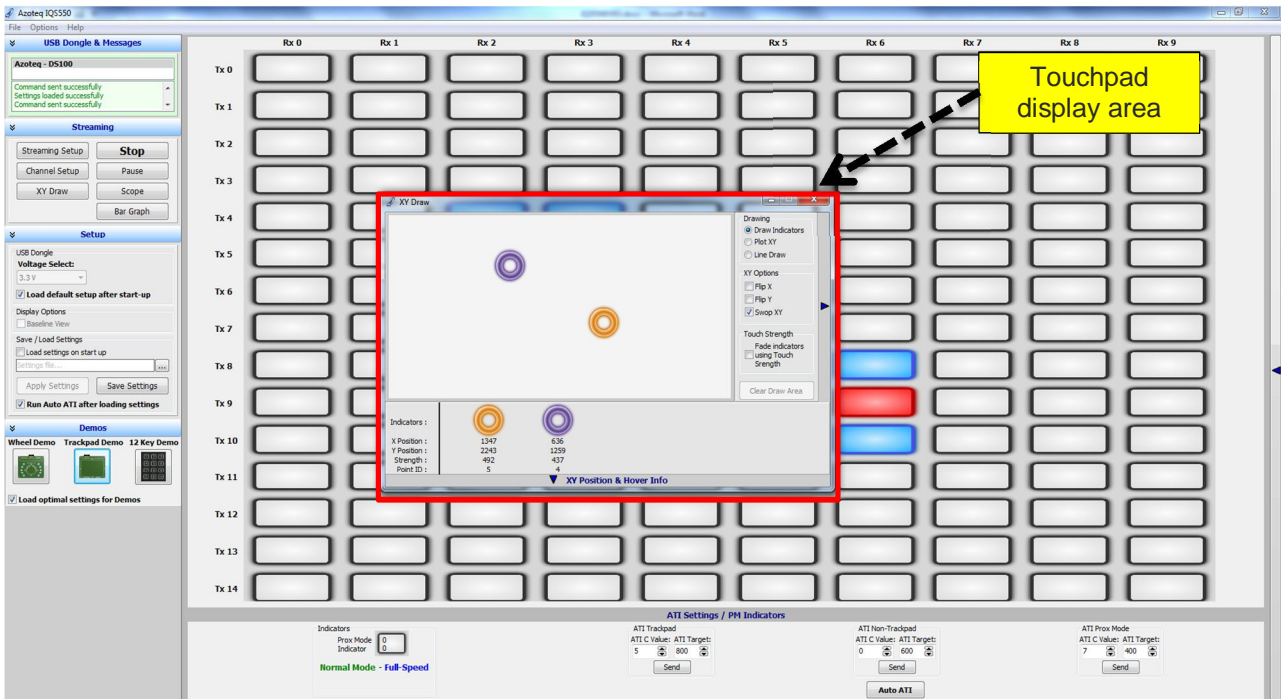 Azoteq IQS550
File Options Help
USB Dongle & Messages
Azoteq - DS100
Command sent successfully
Settings loaded successfully
Command sent successfully
Streaming
Streaming Setup
Stop
Channel Setup
Pause
XY Draw
Scope
Bar Graph
Setup
USB Dongle
Voltage Select:
3.3 V
Load default setup after start-up
Display Options
Baseline View
Save / Load Settings
Load settings on start up
Settings file...
...
Apply Settings
Save Settings
Run Auto ATI after loading settings
Demos
Wheel Demo Trackpad Demo 12 Key Demo
Load optimal settings for Demos
Rx 0 Rx 1 Rx 2 Rx 3 Rx 4 Rx 5 Rx 6 Rx 7 Rx 8 Rx 9
Tx 0
Tx 1
Tx 2
Tx 3
Tx 4
Tx 5
Tx 6
Tx 7
Tx 8
Tx 9
Tx 10
Tx 11
Tx 12
Tx 13
Tx 14
Touchpad
display area
XY Draw
Drawing
Draw Indicators
Plot XY
Line Draw
XY Options
Flip X
Flip Y
Swop XY
Touch Strength
Fade indicators
using Touch
Srength
Clear Draw Area
Indicators :
X Position : 1347 636
Y Position : 2243 1259
Strength : 492 437
Point ID : 5 4
XY Position & Hover Info
ATI Settings / PM Indicators
Indicators
Prox Mode 0
Indicator 0
Normal Mode - Full-Speed
ATI Trackpad
ATI C Value: ATI Target:
5 800
Send
ATI Non-Trackpad
ATI C Value: ATI Target:
0 600
Send
Auto ATI
ATI Prox Mode
ATI C Value: ATI Target:
7 400
Send